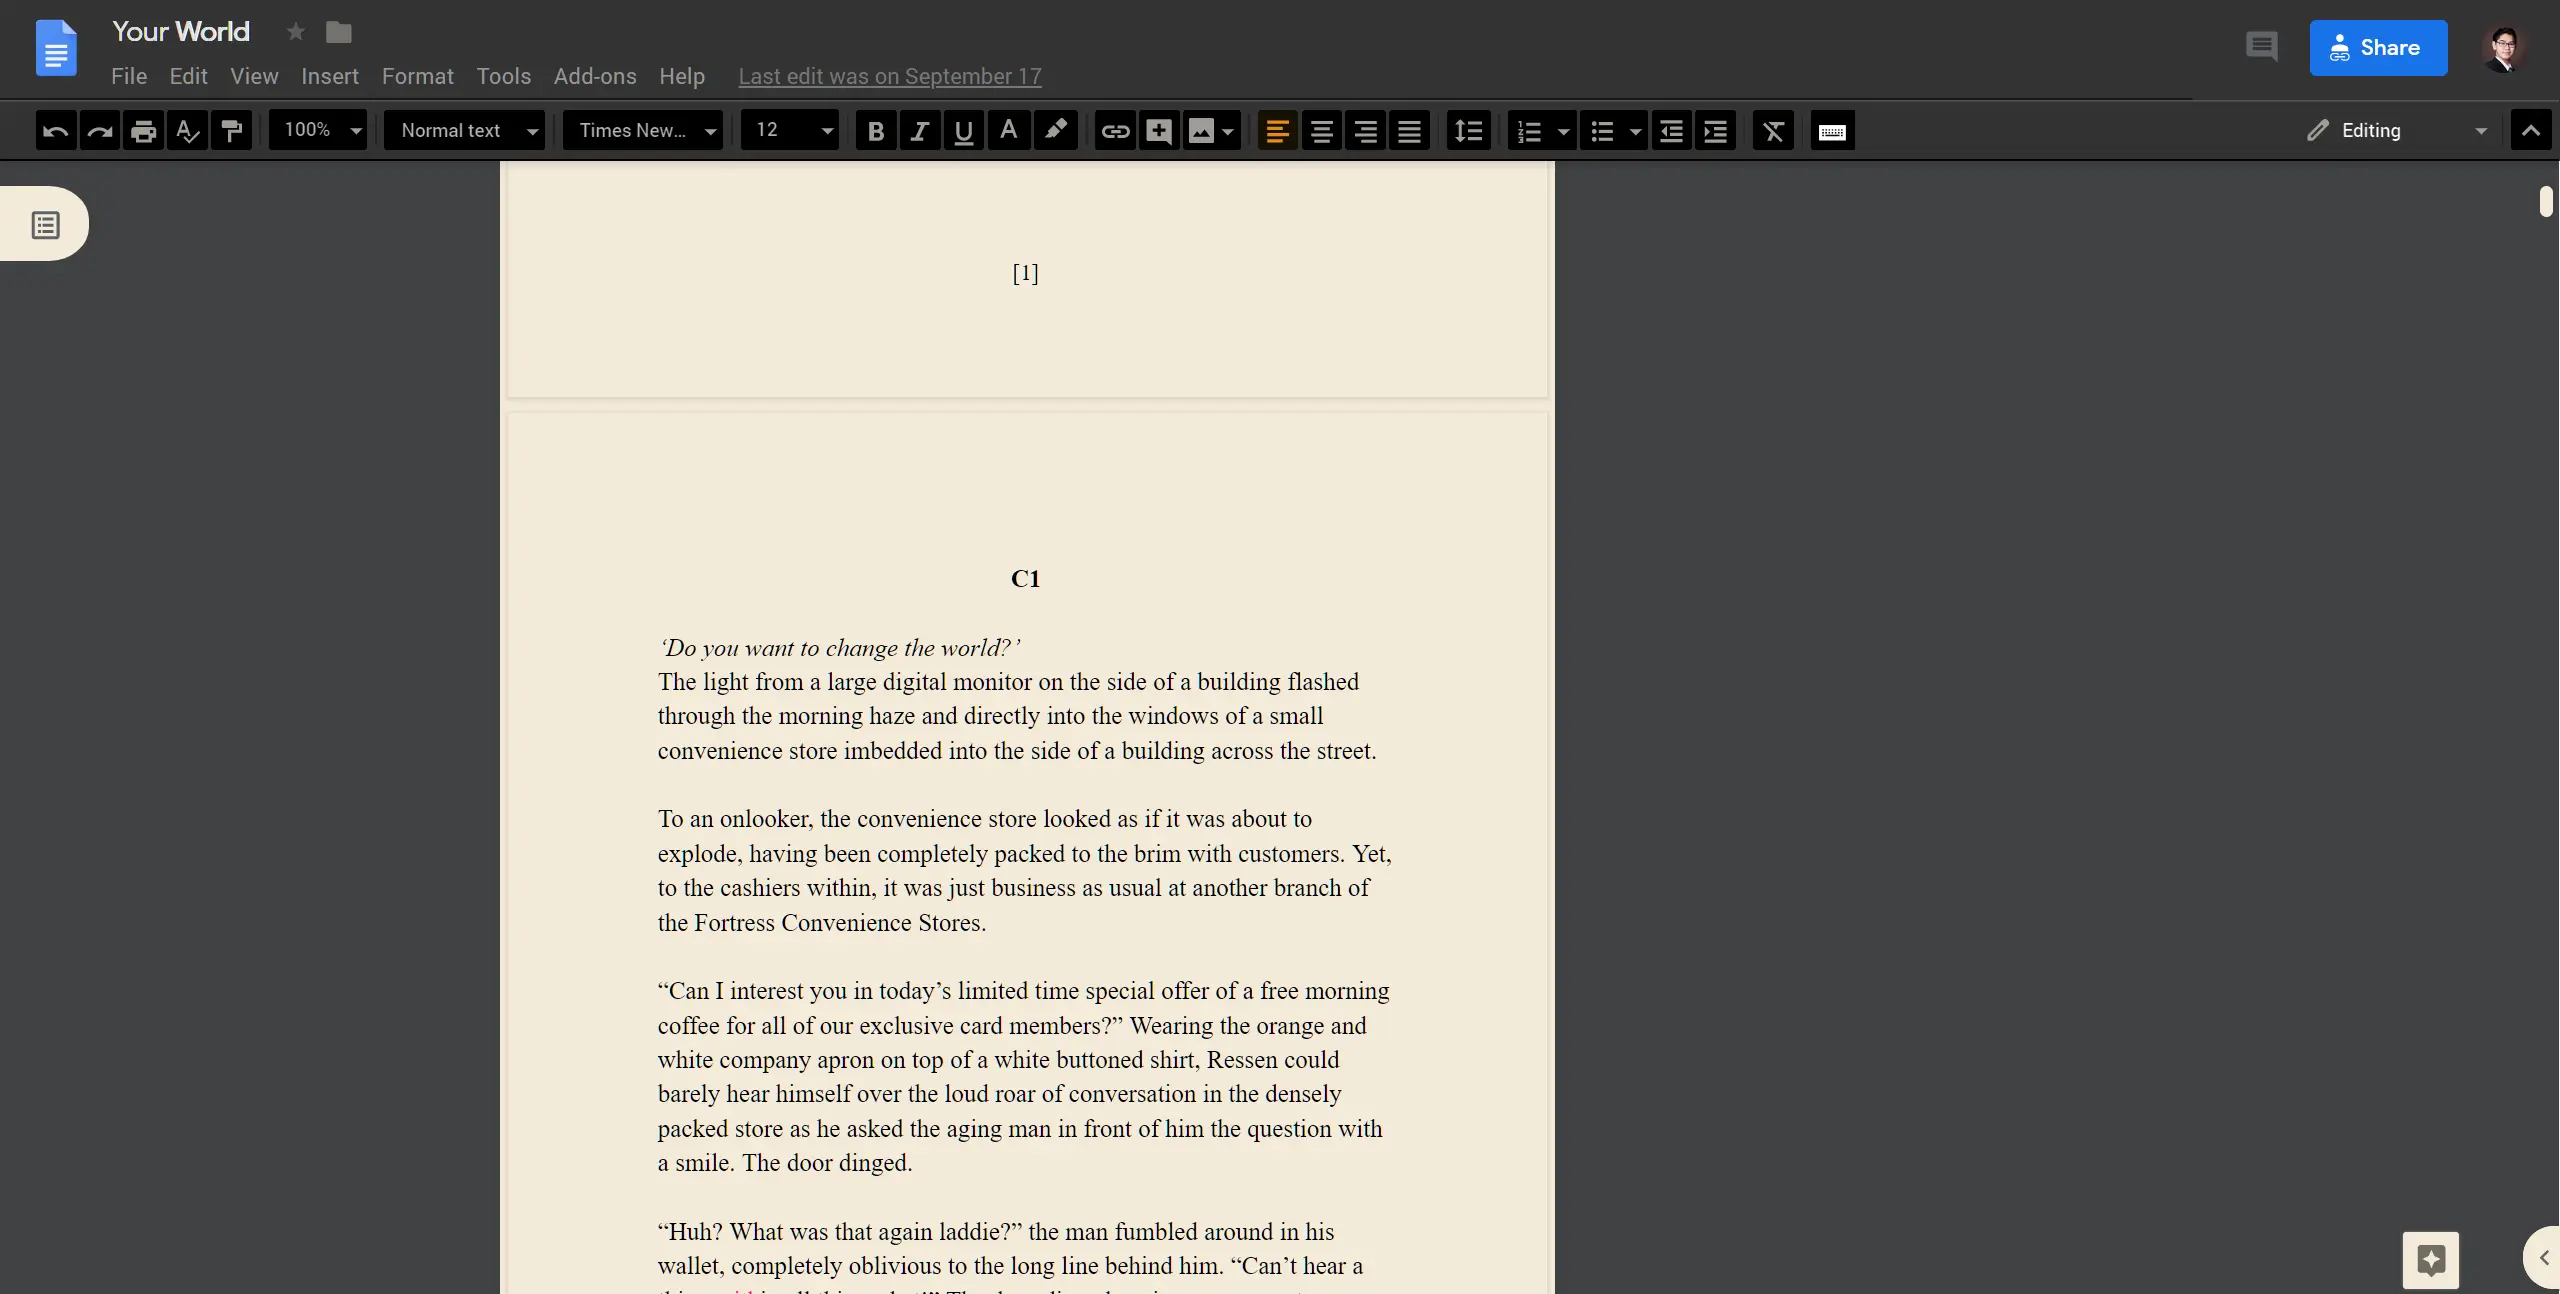 Your World
File Edit View Insert Format Tools Add-ons Help Last edit was on September 17
Share
100% Normal text Times New... 12 B I U A Editing
[1]
C1
‘Do you want to change the world?’
The light from a large digital monitor on the side of a building flashed
through the morning haze and directly into the windows of a small
convenience store imbedded into the side of a building across the street.
To an onlooker, the convenience store looked as if it was about to
explode, having been completely packed to the brim with customers. Yet,
to the cashiers within, it was just business as usual at another branch of
the Fortress Convenience Stores.
“Can I interest you in today’s limited time special offer of a free morning
coffee for all of our exclusive card members?” Wearing the orange and
white company apron on top of a white buttoned shirt, Ressen could
barely hear himself over the loud roar of conversation in the densely
packed store as he asked the aging man in front of him the question with
a smile. The door dinged.
“Huh? What was that again laddie?” the man fumbled around in his
wallet, completely oblivious to the long line behind him. “Can’t hear a